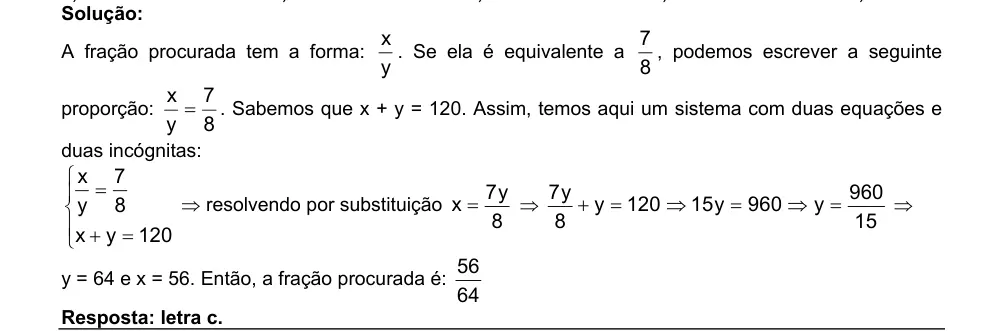 Solução:
A fração procurada tem a forma: x/y. Se ela é equivalente a 7/8, podemos escrever a seguinte
proporção: x/y = 7/8. Sabemos que x + y = 120. Assim, temos aqui um sistema com duas equações e
duas incógnitas:
{ x/y = 7/8 ; x + y = 120 ⇒ resolvendo por substituição x = 7y/8 ⇒ 7y/8 + y = 120 ⇒ 15y = 960 ⇒ y = 960/15 ⇒
y = 64 e x = 56. Então, a fração procurada é: 56/64
Resposta: letra c.